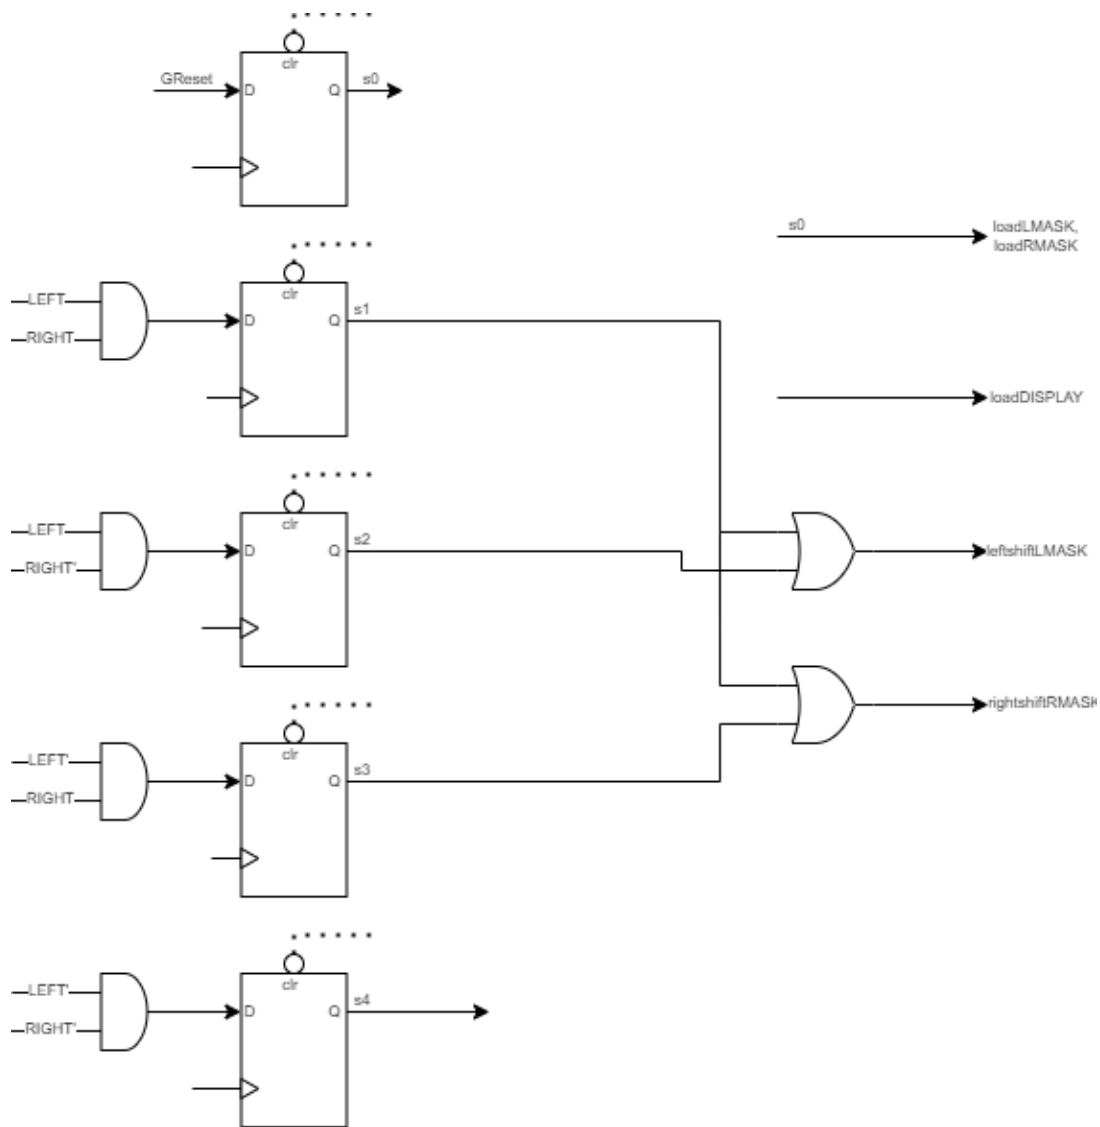 GReset
clr
D
Q
s0
s0
loadLMASK,
loadRMASK
LEFT
RIGHT
clr
D
Q
s1
loadDISPLAY
LEFT
RIGHT'
clr
D
Q
s2
leftshiftLMASK
rightshiftRMASK
LEFT'
RIGHT
clr
D
Q
s3
LEFT'
RIGHT'
clr
D
Q
s4